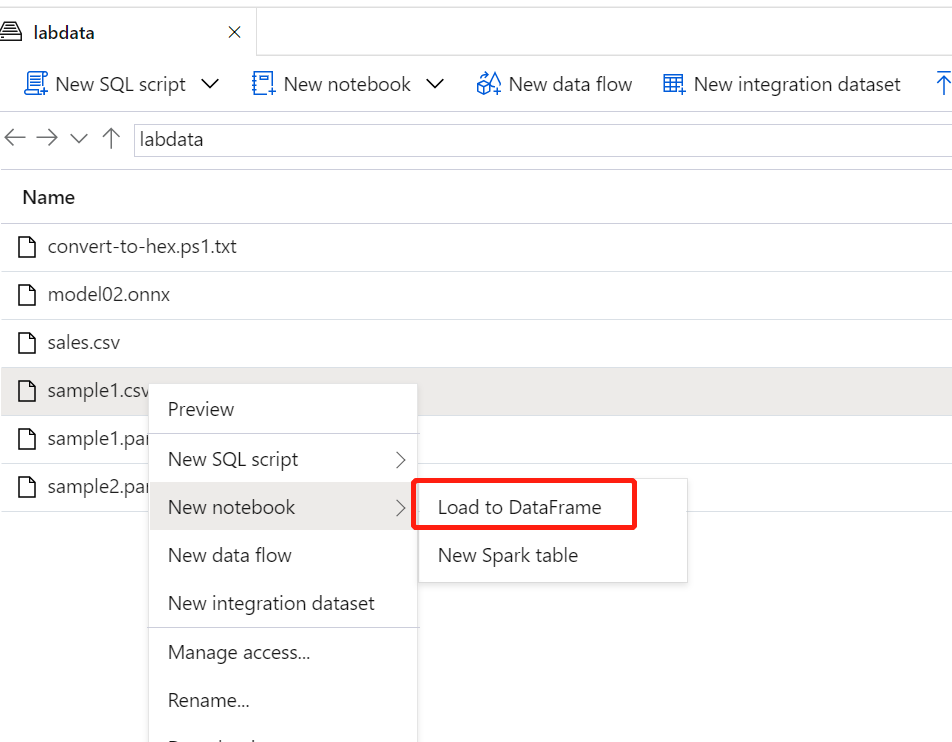 labdata
New SQL script New notebook New data flow New integration dataset
labdata
Name
convert-to-hex.ps1.txt
model02.onnx
sales.csv
sample1.csv
sample1.par
sample2.par
Preview
New SQL script
New notebook
New data flow
New integration dataset
Manage access...
Rename...
Load to DataFrame
New Spark table